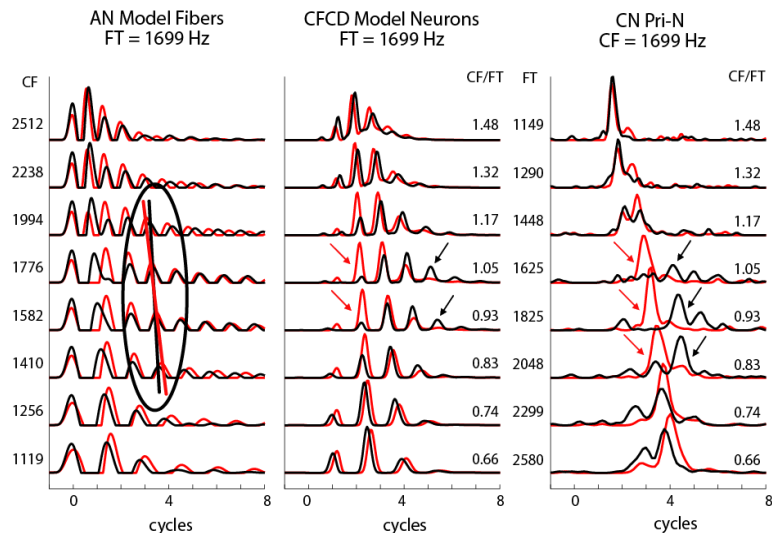 AN Model Fibers
FT = 1699 Hz
CFCD Model Neurons
FT = 1699 Hz
CN Pri-N
CF = 1699 Hz
CF CF/FT FT CF/FT
2512 1.48 1149 1.48
2238 1.32 1290 1.32
1994 1.17 1448 1.17
1776 1.05 1625 1.05
1582 0.93 1825 0.93
1410 0.83 2048 0.83
1256 0.74 2299 0.74
1119 0.66 2580 0.66
0 4 8 0 4 8 0 4 8
cycles cycles cycles